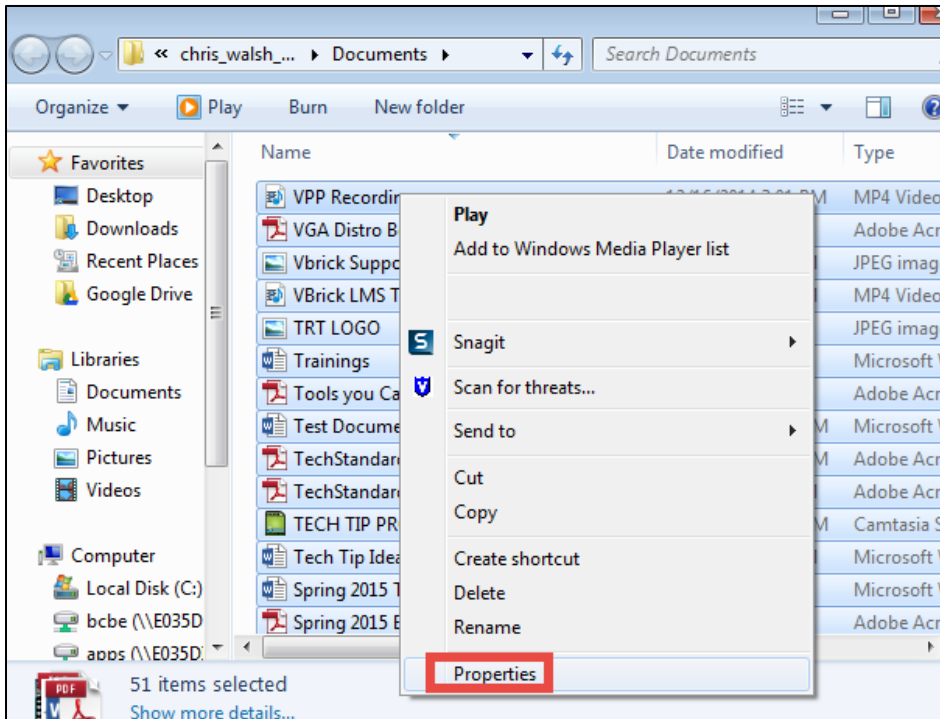 « chris_walsh_... Documents
Search Documents
Organize Play Burn New folder
Name Date modified Type
Favorites
Desktop
Downloads
Recent Places
Google Drive
Libraries
Documents
Music
Pictures
Videos
Computer
Local Disk (C:)
bcbe (\\E035D
apps (\\E035D
VPP Recordin MP4 Video
VGA Distro B Adobe Acr
Vbrick Suppo JPEG imag
VBrick LMS T MP4 Video
TRT LOGO JPEG imag
Trainings Microsoft
Tools you Ca Adobe Acr
Test Docume M Microsoft
TechStandar M Adobe Acr
TechStandar Adobe Acr
TECH TIP PR M Camtasia S
Tech Tip Idea Microsoft
Spring 2015 T Microsoft
Spring 2015 E Adobe Acr
Play
Add to Windows Media Player list
Snagit
Scan for threats...
Send to
Cut
Copy
Create shortcut
Delete
Rename
Properties
PDF
51 items selected
Show more details...